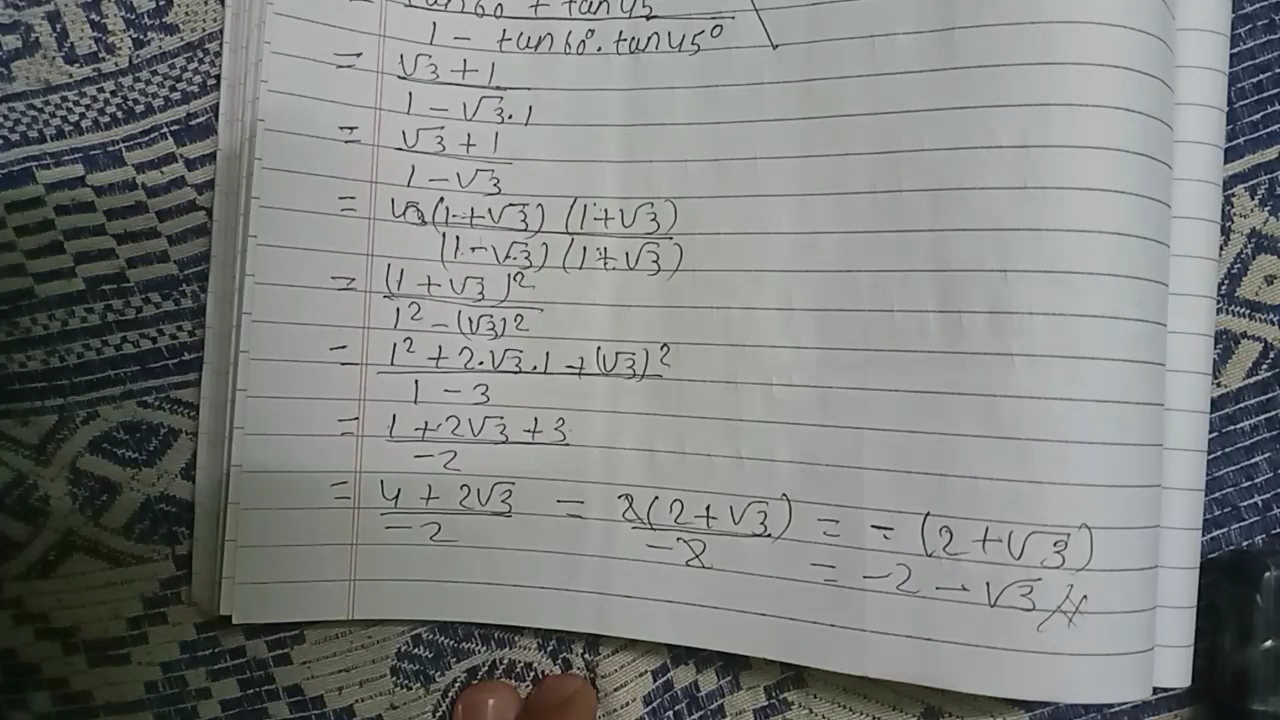 = tan60 + tan45
1 - tan60°.tan45°
= √3 + 1
1 - √3.1
= √3 + 1
1 - √3
= (1+√3) (1+√3)
(1-√3) (1+√3)
= (1+√3)²
1² - (√3)²
= 1² + 2.√3.1 + (√3)²
1 - 3
= 1 + 2√3 + 3
-2
= 4 + 2√3 = 2(2+√3) = -(2+√3)
-2 -2
= -2 - √3